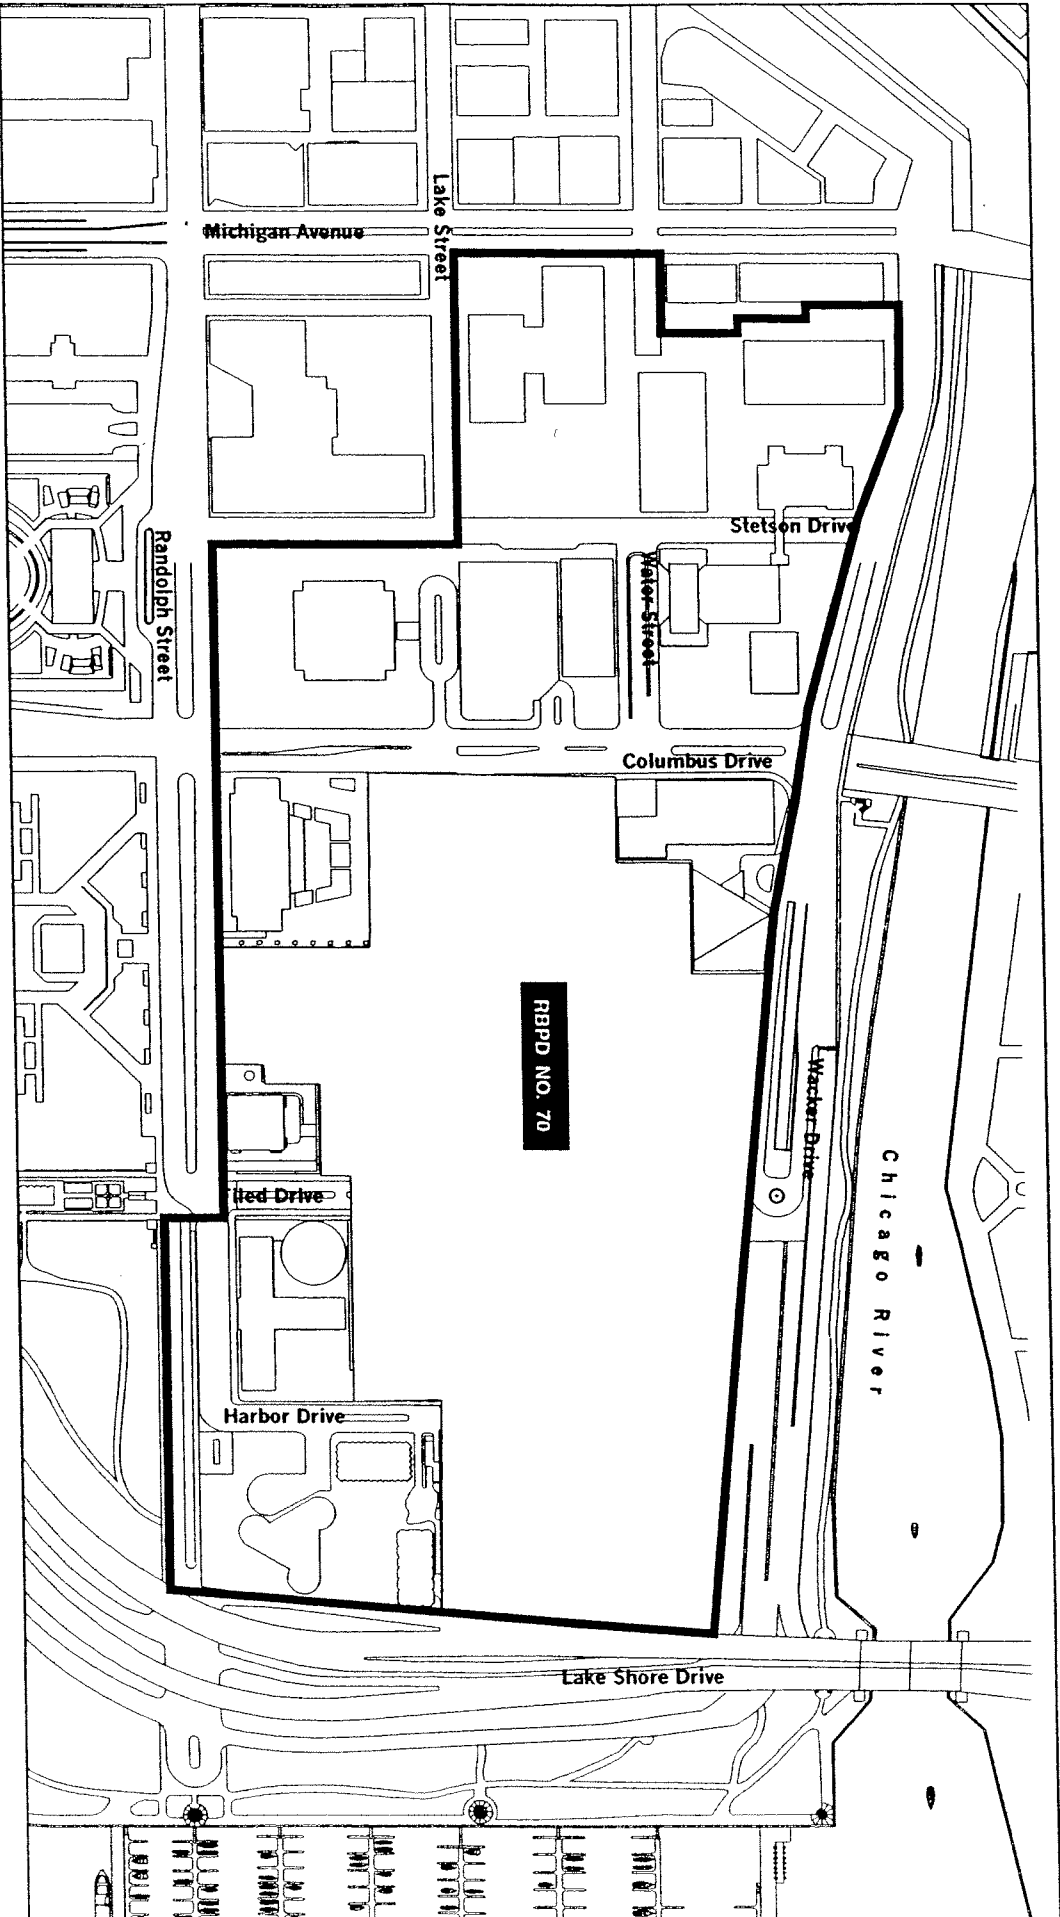 Lake Street
Michigan Avenue
Stetson Drive
Randolph Street
Water Street
Columbus Drive
RBPD NO. 70
Wacker Drive
Chicago River
Drive
Harbor Drive
Lake Shore Drive